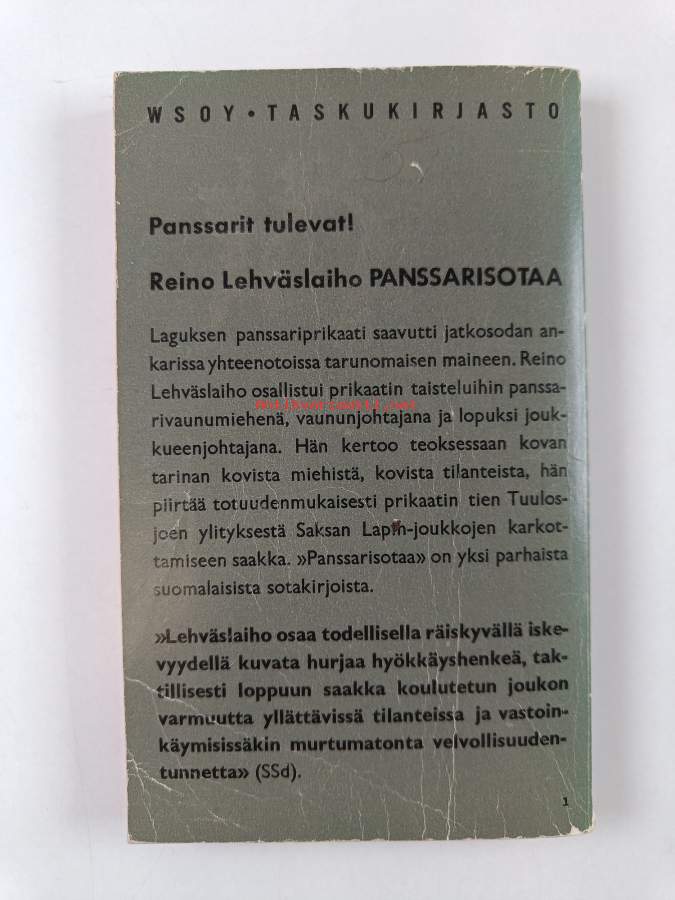 WSOY • TASKUKIRJASTO
Panssarit tulevat!
Reino Lehväslaiho PANSSARISOTAA
Laguksen panssariprikaati saavutti jatkosodan an-
karissa yhteenotoissa tarunomaisen maineen. Reino
Lehväslaiho osallistui prikaatin taisteluihin panssa-
Antikvariaatti.net
rivaunumiehenä, vaununjohtajana ja lopuksi jouk-
kueenjohtajana. Hän kertoo teoksessaan kovan
tarinan kovista miehistä, kovista tilanteista, hän
piirtää totuudenmukaisesti prikaatin tien Tuulos-
joen ylityksestä Saksan Lapin-joukkojen karkot-
tamiseen saakka. »Panssarisotaa» on yksi parhaista
suomalaisista sotakirjoista.
»Lehväslaiho osaa todellisella räiskyvällä iske-
vyydellä kuvata hurjaa hyökkäyshenkeä, tak-
tillisesti loppuun saakka koulutetun joukon
varmuutta yllättävissä tilanteissa ja vastoin-
käymisissäkin murtumatonta velvollisuuden-
tunnetta» (SSd).
1